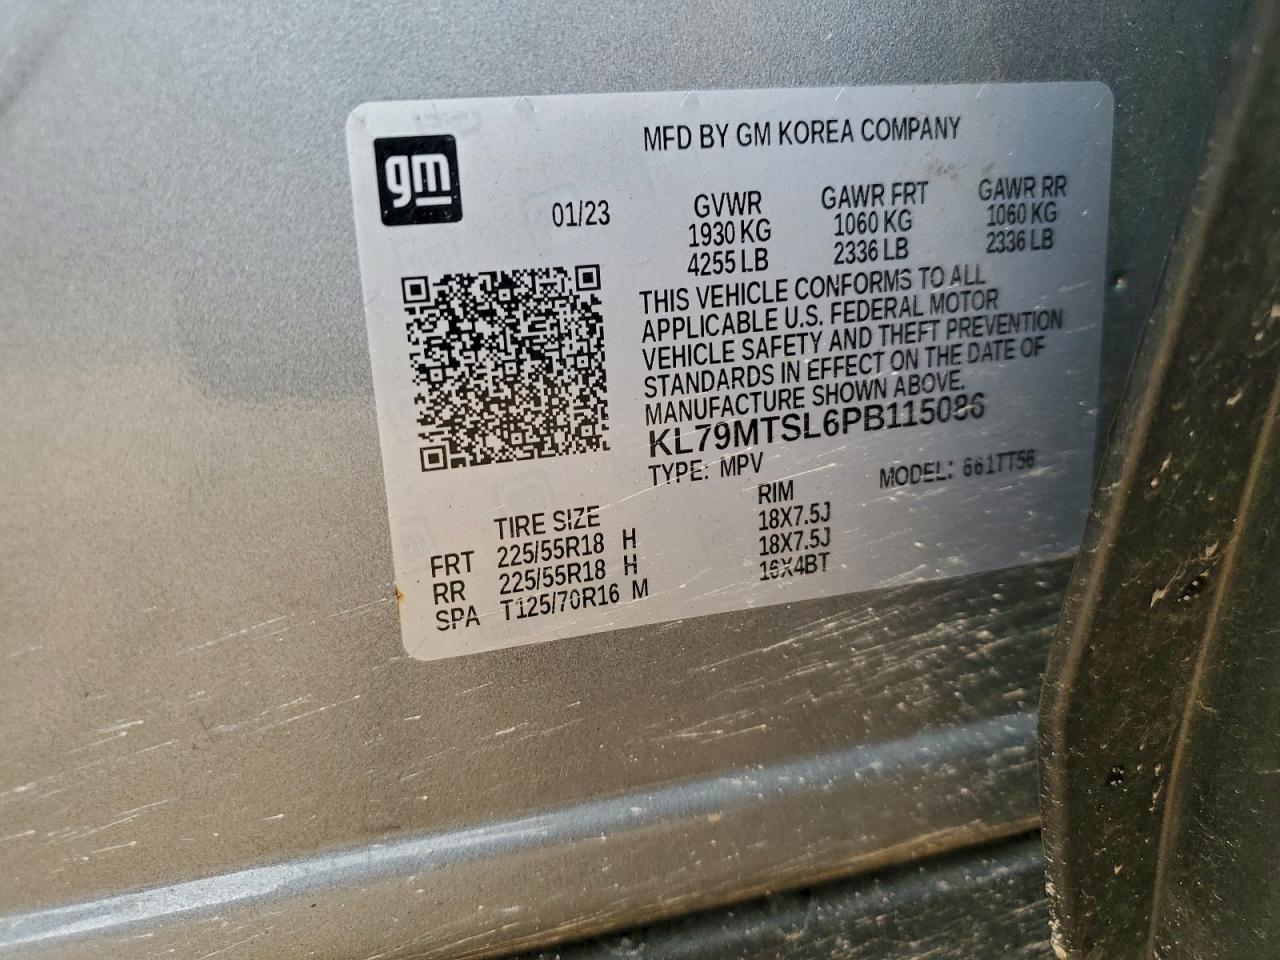 gm
MFD BY GM KOREA COMPANY
01/23
GVWR GAWR FRT GAWR RR
1930 KG 1060 KG 1060 KG
4255 LB 2336 LB 2336 LB
THIS VEHICLE CONFORMS TO ALL
APPLICABLE U.S. FEDERAL MOTOR
VEHICLE SAFETY AND THEFT PREVENTION
STANDARDS IN EFFECT ON THE DATE OF
MANUFACTURE SHOWN ABOVE.
KL79MTSL6PB115086
TYPE: MPV MODEL: 661TT56
TIRE SIZE RIM
FRT 225/55R18 H 18X7.5J
RR 225/55R18 H 18X7.5J
SPA T125/70R16 M 16X4BT